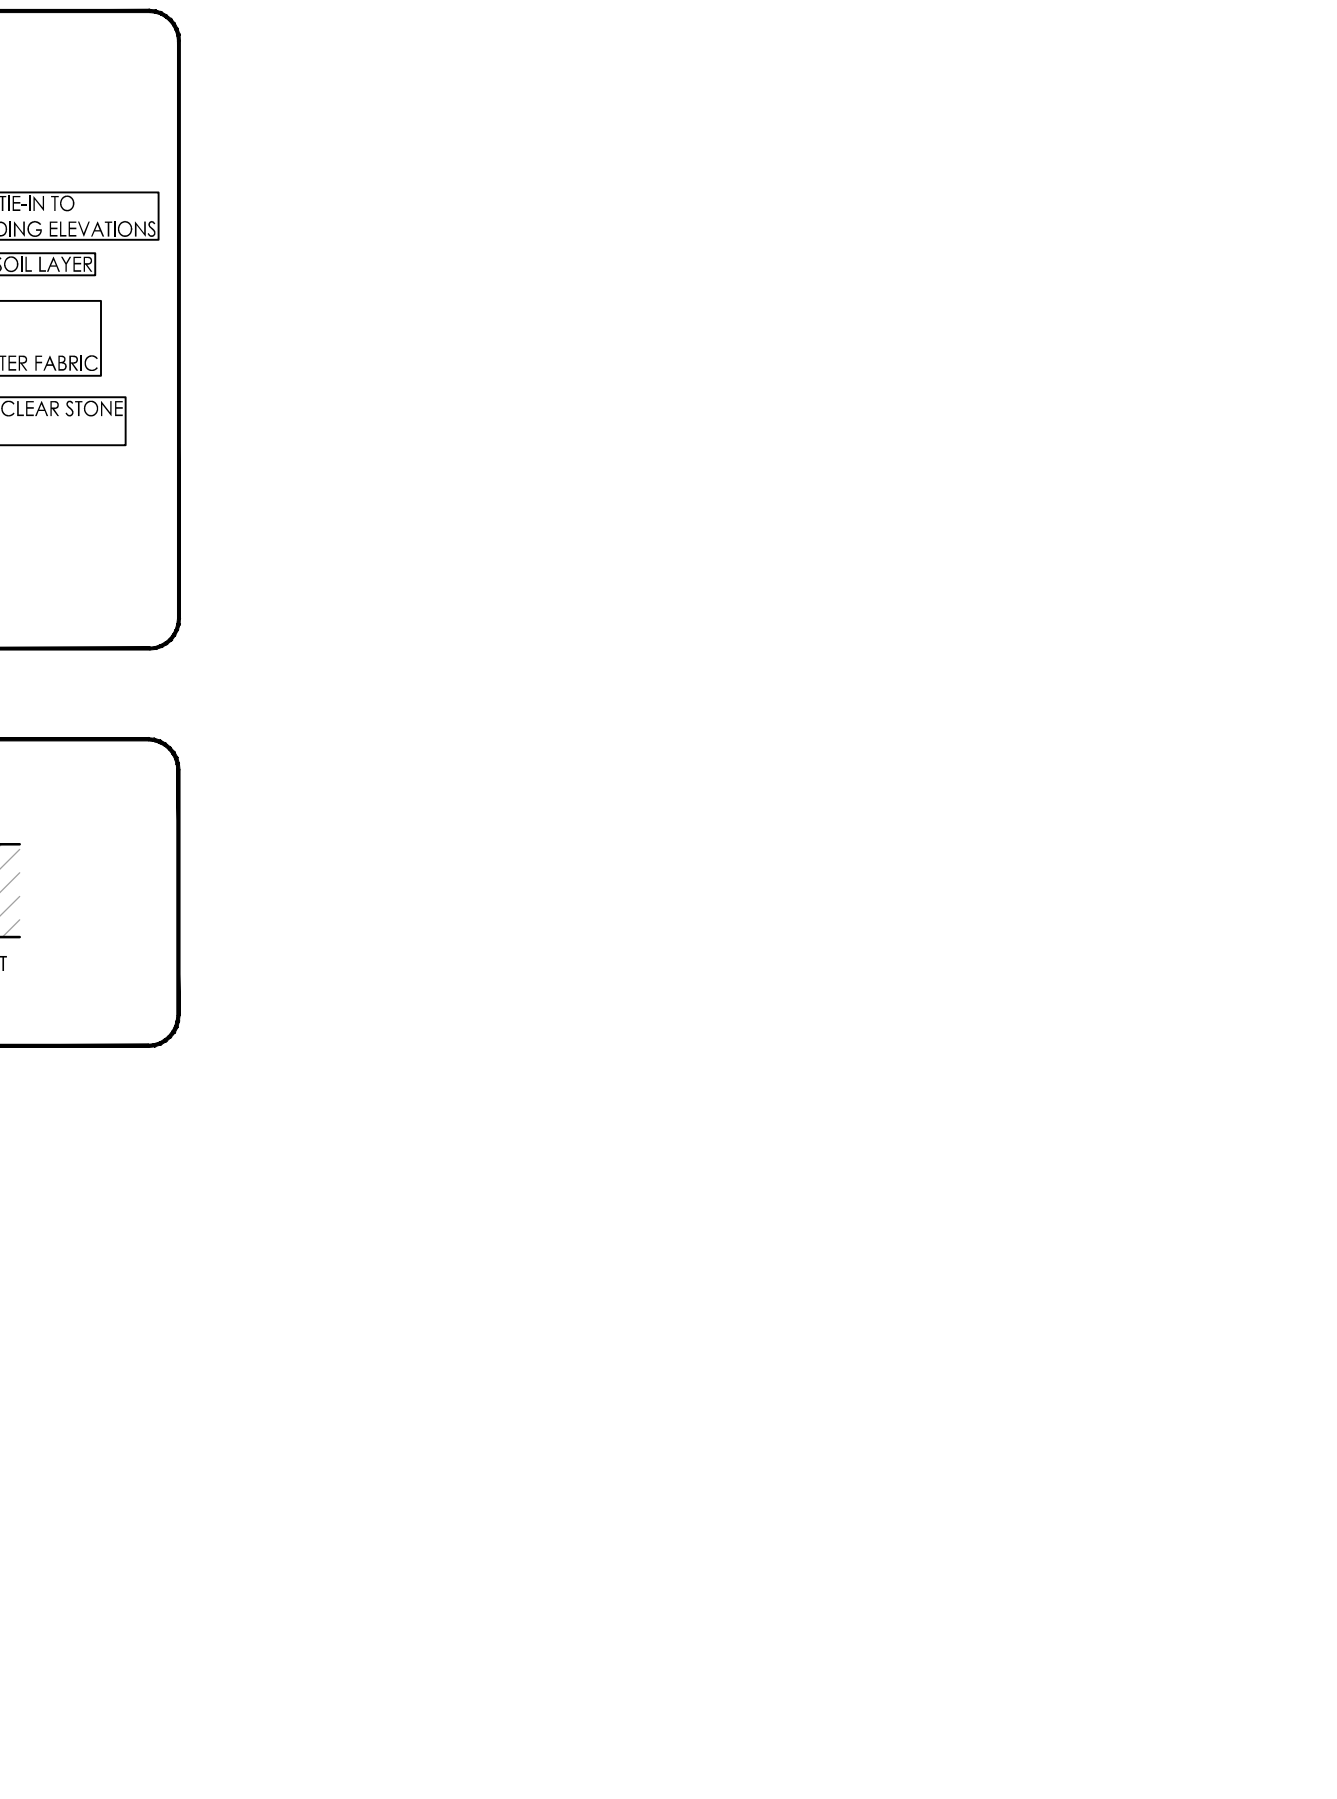 TIE-IN TO
DING ELEVATIONS
SOIL LAYER
TER FABRIC
CLEAR STONE
T